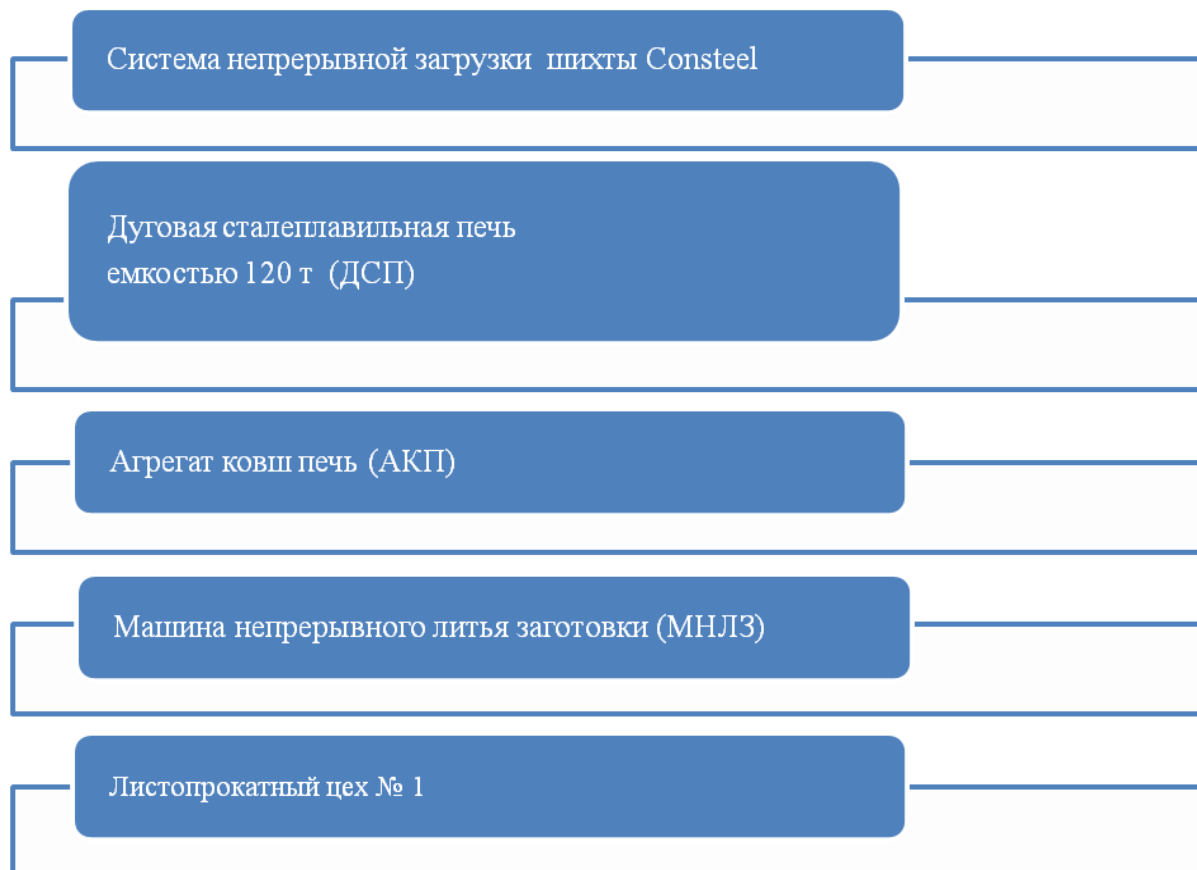 Система непрерывной загрузки шихты Consteel
Дуговая сталеплавильная печь
емкостью 120 т (ДСП)
Агрегат ковш печь (АКП)
Машина непрерывного литья заготовки (МНЛЗ)
Листопрокатный цех № 1